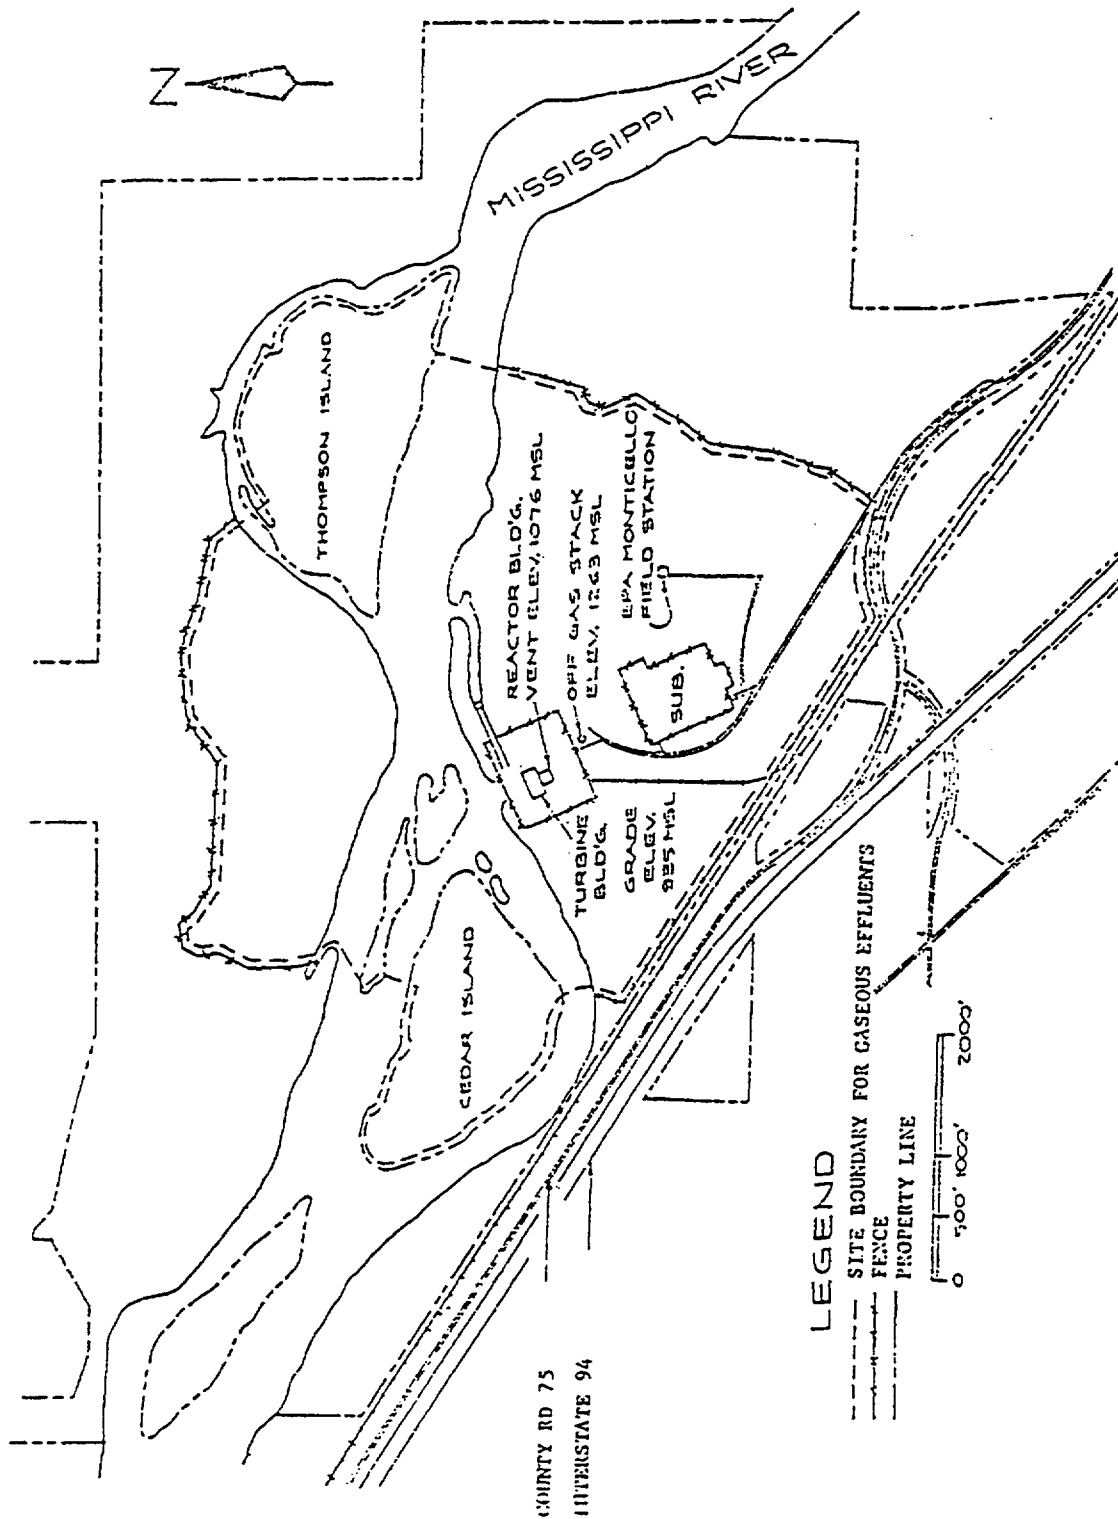 N
MISSISSIPPI RIVER
THOMPSON ISLAND
REACTOR BLD'G.
VENT ELEV. 1076 MSL
OFF GAS STACK
ELEV. 1263 MSL
EPA MONTICELLO
FIELD STATION
SUB.
TURBINE
BLD'G.
GRADE
ELEV.
935 MSL
CEDAR ISLAND
COUNTY RD 75
INTERSTATE 94
LEGEND
SITE BOUNDARY FOR GASEOUS EFFLUENTS
FENCE
PROPERTY LINE
0 500' 1000' 2000'